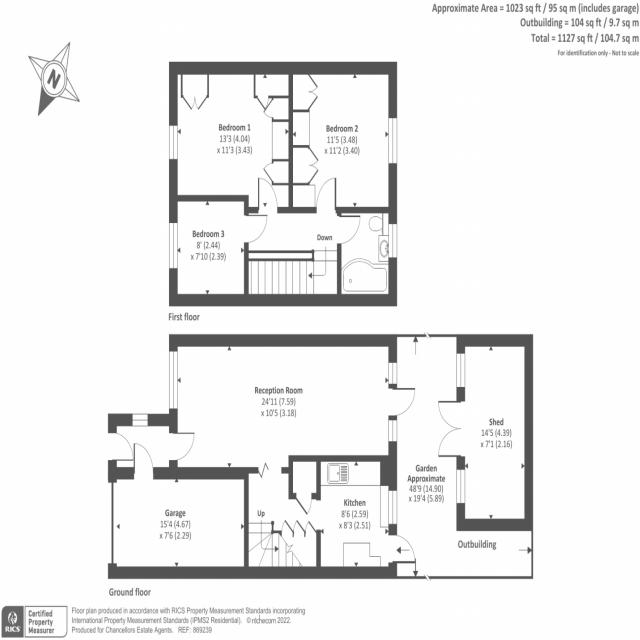 Approximate Area = 1023 sq ft / 95 sq m (includes garage)
Outbuilding = 104 sq ft / 9.7 sq m
Total = 1127 sq ft / 104.7 sq m
For identification only - Not to scale
N
Bedroom 1
13'3 (4.04)
x 11'3 (3.43)
Bedroom 2
11'5 (3.48)
x 11'2 (3.40)
Bedroom 3
8' (2.44)
x 7'10 (2.39)
Down
First floor
Reception Room
24'11 (7.59)
x 10'5 (3.18)
Shed
14'5 (4.39)
x 7'1 (2.16)
Garden
Approximate
48'9 (14.90)
x 19'4 (5.89)
Kitchen
8'6 (2.59)
x 8'3 (2.51)
Up
Garage
15'4 (4.67)
x 7'6 (2.29)
Outbuilding
Ground floor
RICS
Certified
Property
Measurer
Floor plan produced in accordance with RICS Property Measurement Standards incorporating
International Property Measurement Standards (IPMS2 Residential). © ntchecom 2022.
Produced for Chancellors Estate Agents. REF: 869239